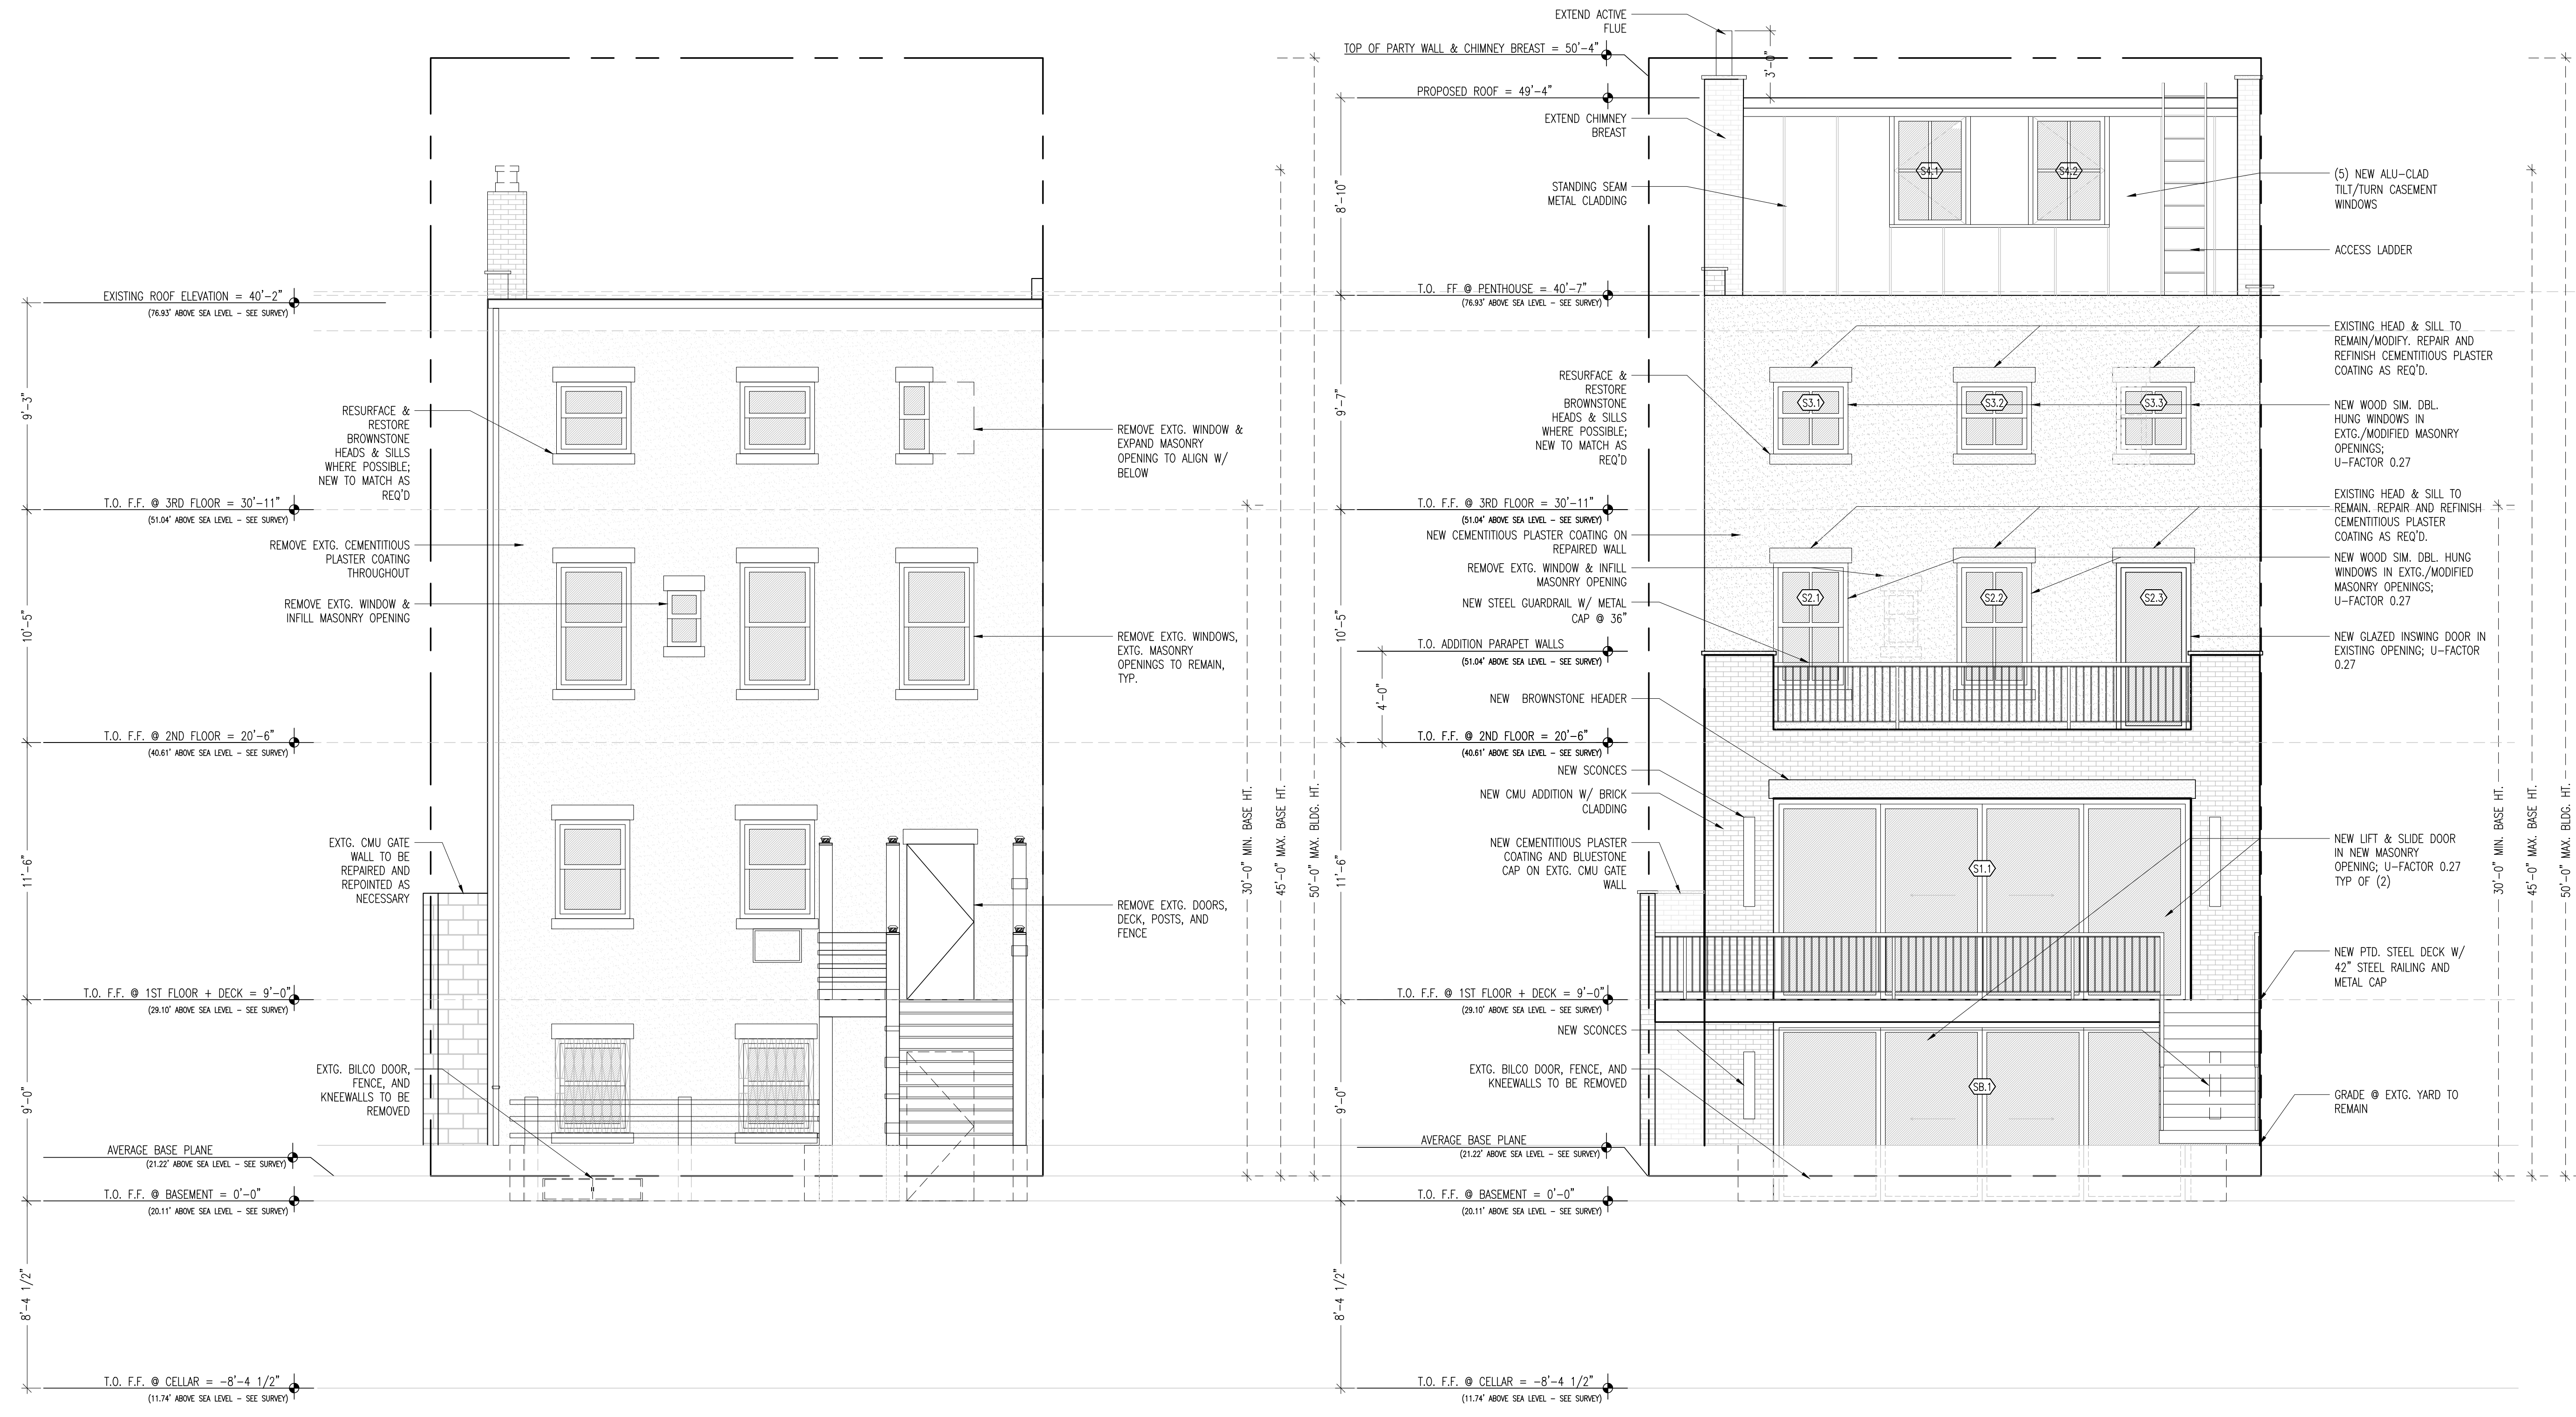 EXISTING ROOF ELEVATION = 40'-2"
(76.93' ABOVE SEA LEVEL - SEE SURVEY)
9'-3"
RESURFACE &
RESTORE
BROWNSTONE
HEADS & SILLS
WHERE POSSIBLE;
NEW TO MATCH AS
REQ'D
T.O. F.F. @ 3RD FLOOR = 30'-11"
(51.04' ABOVE SEA LEVEL - SEE SURVEY)
REMOVE EXTG. CEMENTITIOUS
PLASTER COATING
THROUGHOUT
REMOVE EXTG. WINDOW &
INFILL MASONRY OPENING
10'-5"
T.O. F.F. @ 2ND FLOOR = 20'-6"
(40.61' ABOVE SEA LEVEL - SEE SURVEY)
EXTG. CMU GATE
WALL TO BE
REPAIRED AND
REPOINTED AS
NECESSARY
11'-6"
T.O. F.F. @ 1ST FLOOR + DECK = 9'-0"
(29.10' ABOVE SEA LEVEL - SEE SURVEY)
EXTG. BILCO DOOR,
FENCE, AND
KNEEWALLS TO BE
REMOVED
9'-0"
AVERAGE BASE PLANE
(21.22' ABOVE SEA LEVEL - SEE SURVEY)
T.O. F.F. @ BASEMENT = 0'-0"
(20.11' ABOVE SEA LEVEL - SEE SURVEY)
8'-4 1/2"
T.O. F.F. @ CELLAR = -8'-4 1/2"
(11.74' ABOVE SEA LEVEL - SEE SURVEY)
REMOVE EXTG. WINDOW &
EXPAND MASONRY
OPENING TO ALIGN W/
BELOW
REMOVE EXTG. WINDOWS,
EXTG. MASONRY
OPENINGS TO REMAIN,
TYP.
REMOVE EXTG. DOORS,
DECK, POSTS, AND
FENCE
30'-0" MIN. BASE HT.
45'-0" MAX. BASE HT.
50'-0" MAX. BLDG. HT.
EXTEND ACTIVE
FLUE
TOP OF PARTY WALL & CHIMNEY BREAST = 50'-4"
3'-0"
PROPOSED ROOF = 49'-4"
EXTEND CHIMNEY
BREAST
8'-10"
STANDING SEAM
METAL CLADDING
T.O. FF @ PENTHOUSE = 40'-7"
(76.93' ABOVE SEA LEVEL - SEE SURVEY)
9'-7"
RESURFACE &
RESTORE
BROWNSTONE
HEADS & SILLS
WHERE POSSIBLE;
NEW TO MATCH AS
REQ'D
T.O. F.F. @ 3RD FLOOR = 30'-11"
(51.04' ABOVE SEA LEVEL - SEE SURVEY)
NEW CEMENTITIOUS PLASTER COATING ON
REPAIRED WALL
REMOVE EXTG. WINDOW & INFILL
MASONRY OPENING
NEW STEEL GUARDRAIL W/ METAL
CAP @ 36"
10'-5"
T.O. ADDITION PARAPET WALLS
(51.04' ABOVE SEA LEVEL - SEE SURVEY)
4'-0"
NEW BROWNSTONE HEADER
T.O. F.F. @ 2ND FLOOR = 20'-6"
(40.61' ABOVE SEA LEVEL - SEE SURVEY)
NEW SCONCES
NEW CMU ADDITION W/ BRICK
CLADDING
NEW CEMENTITIOUS PLASTER
COATING AND BLUESTONE
CAP ON EXTG. CMU GATE
WALL
11'-6"
T.O. F.F. @ 1ST FLOOR + DECK = 9'-0"
(29.10' ABOVE SEA LEVEL - SEE SURVEY)
NEW SCONCES
EXTG. BILCO DOOR, FENCE, AND
KNEEWALLS TO BE REMOVED
9'-0"
AVERAGE BASE PLANE
(21.22' ABOVE SEA LEVEL - SEE SURVEY)
T.O. F.F. @ BASEMENT = 0'-0"
(20.11' ABOVE SEA LEVEL - SEE SURVEY)
8'-4 1/2"
T.O. F.F. @ CELLAR = -8'-4 1/2"
(11.74' ABOVE SEA LEVEL - SEE SURVEY)
S4.1
S4.2
S3.1
S3.2
S3.3
S2.1
S2.2
S2.3
S1.1
SB.1
(5) NEW ALU-CLAD
TILT/TURN CASEMENT
WINDOWS
ACCESS LADDER
EXISTING HEAD & SILL TO
REMAIN/MODIFY. REPAIR AND
REFINISH CEMENTITIOUS PLASTER
COATING AS REQ'D.
NEW WOOD SIM. DBL.
HUNG WINDOWS IN
EXTG./MODIFIED MASONRY
OPENINGS;
U-FACTOR 0.27
EXISTING HEAD & SILL TO
REMAIN. REPAIR AND REFINISH
CEMENTITIOUS PLASTER
COATING AS REQ'D.
NEW WOOD SIM. DBL. HUNG
WINDOWS IN EXTG./MODIFIED
MASONRY OPENINGS;
U-FACTOR 0.27
NEW GLAZED INSWING DOOR IN
EXISTING OPENING; U-FACTOR
0.27
NEW LIFT & SLIDE DOOR
IN NEW MASONRY
OPENING; U-FACTOR 0.27
TYP OF (2)
NEW PTD. STEEL DECK W/
42" STEEL RAILING AND
METAL CAP
GRADE @ EXTG. YARD TO
REMAIN
30'-0" MIN. BASE HT.
45'-0" MAX. BASE HT.
50'-0" MAX. BLDG. HT.